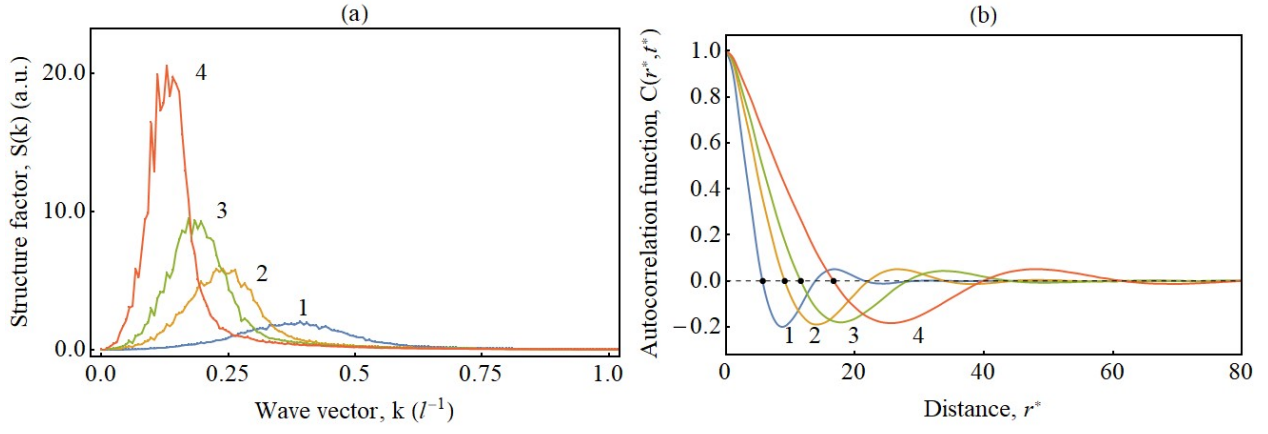 (a)
Structure factor, S(k) (a.u.)
20.0
10.0
0.0
4
3
2
1
0.0 0.25 0.5 0.75 1.0
Wave vector, k (l⁻¹)
(b)
Autocorrelation function, C(r*,t*)
1.0
0.8
0.6
0.4
0.2
0.0
−0.2
1 2 3 4
0 20 40 60 80
Distance, r*